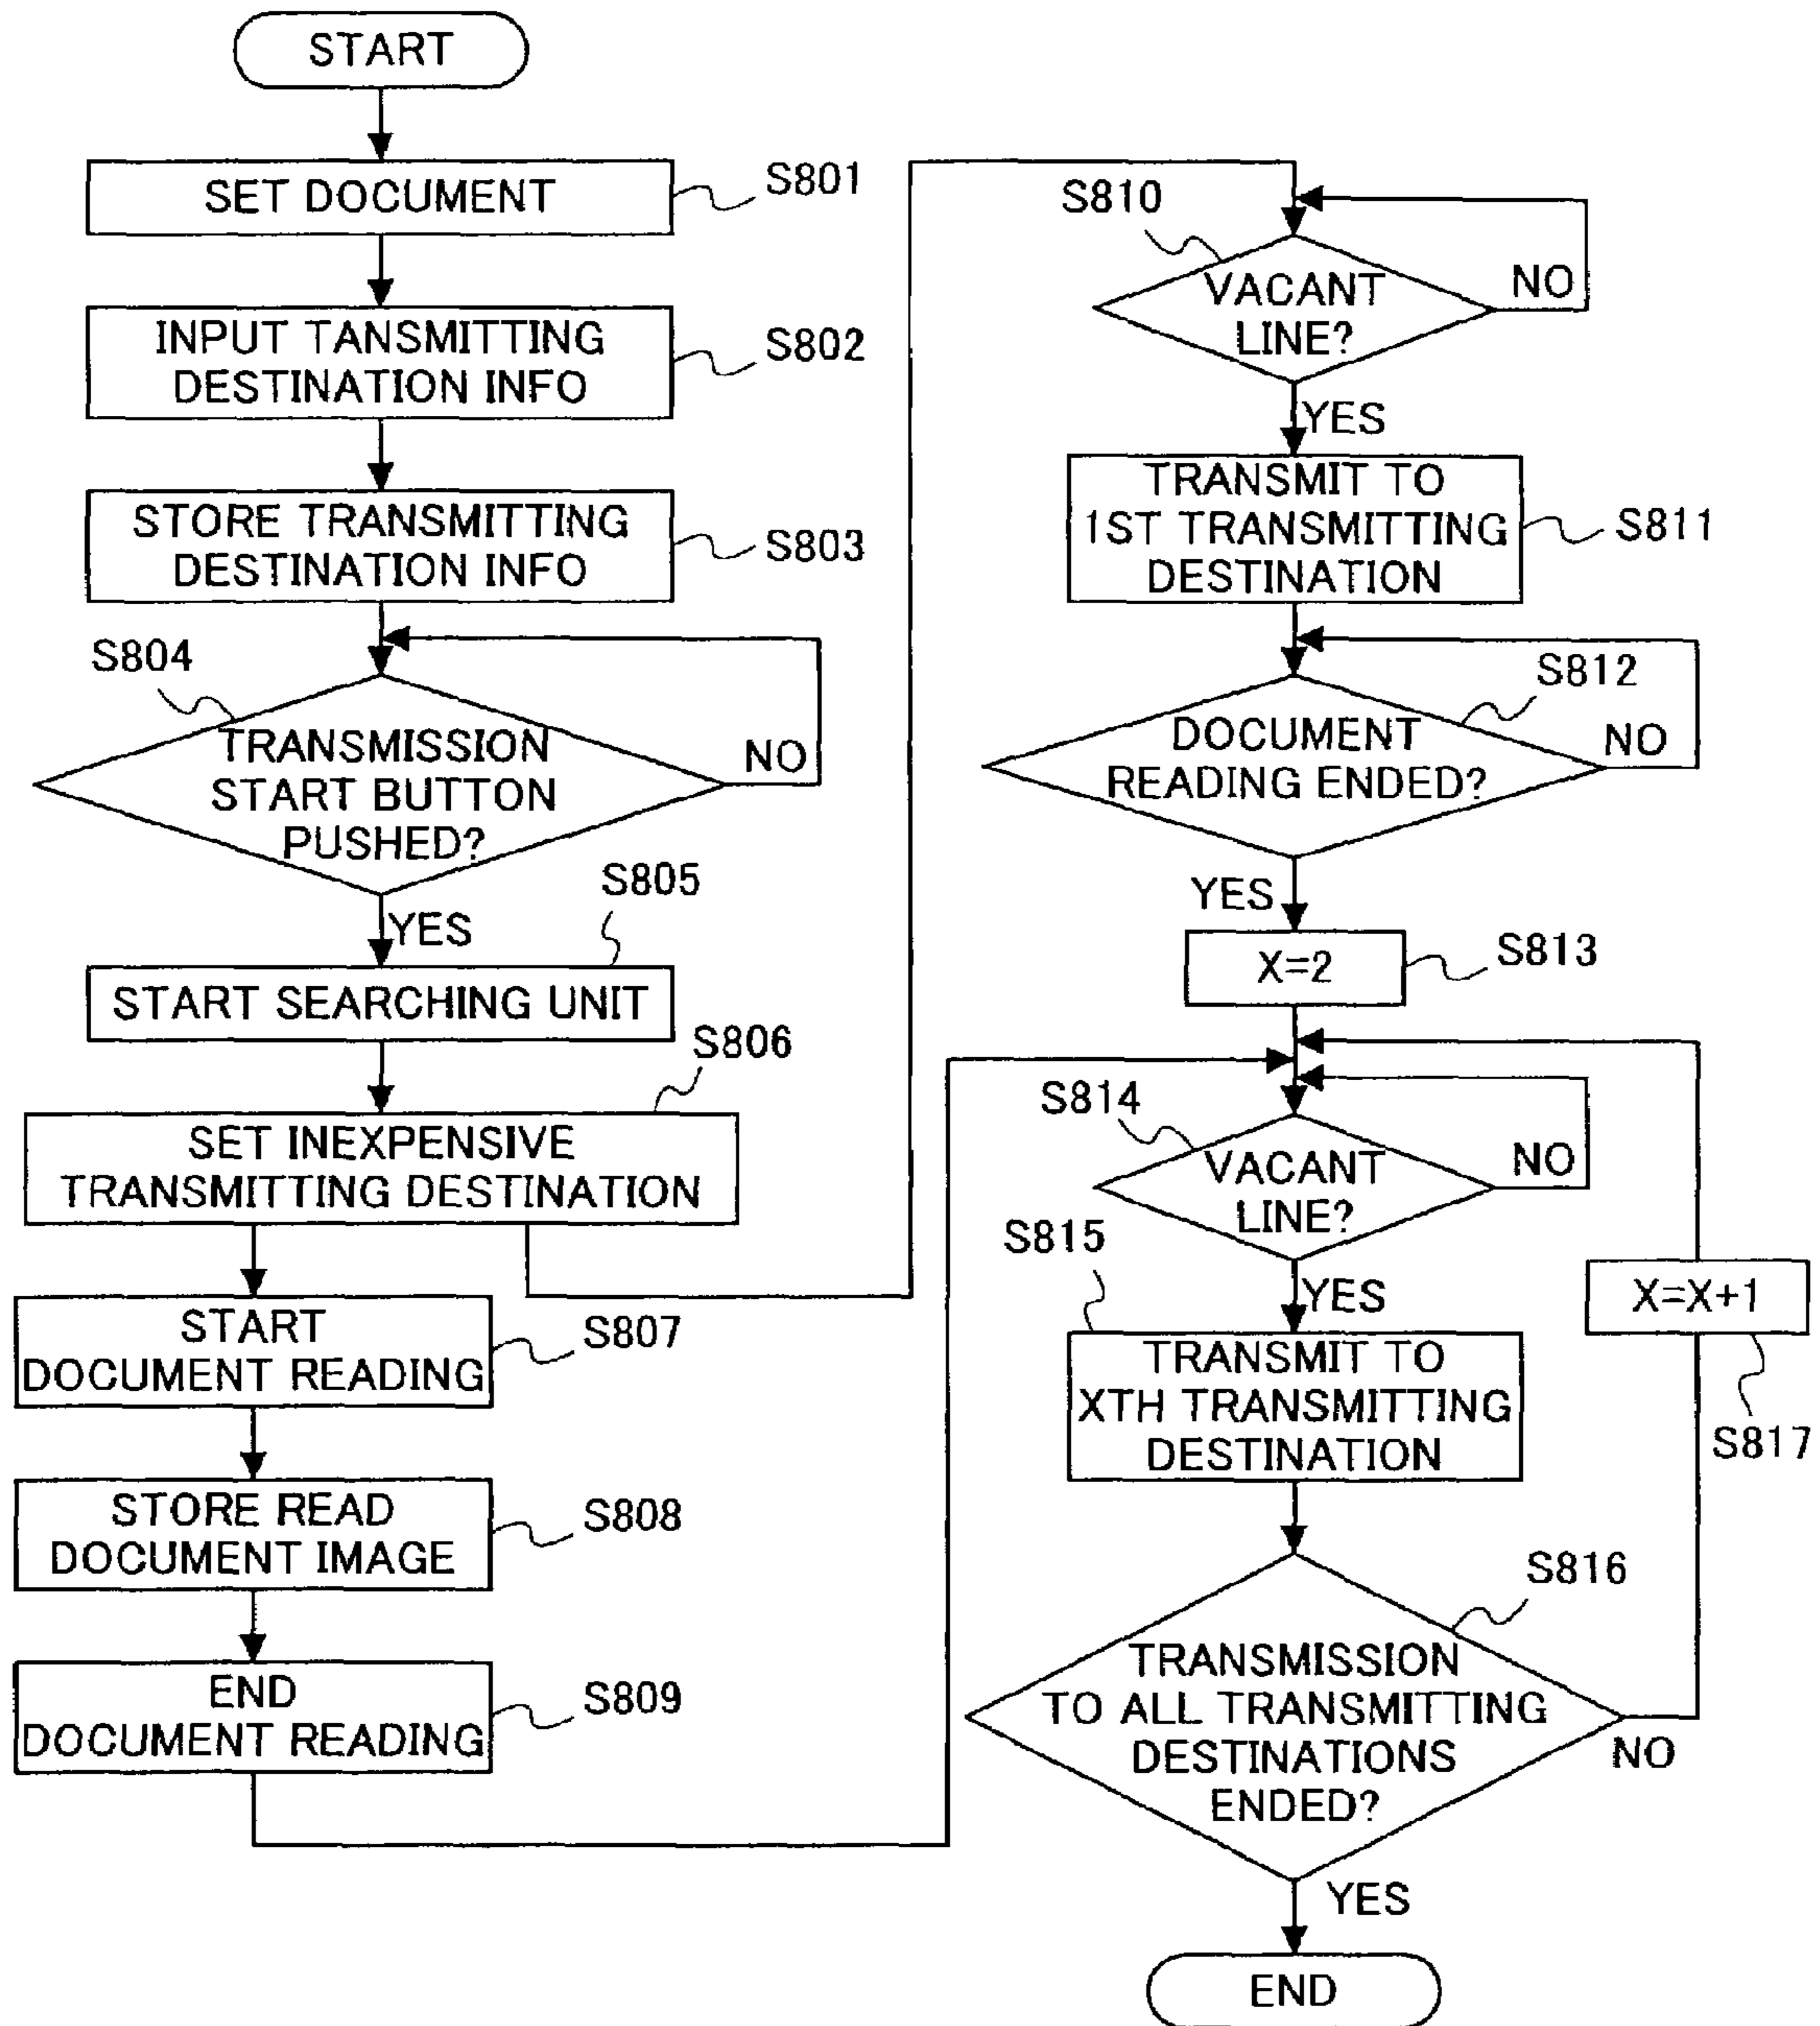 START
SET DOCUMENT
S801
INPUT TANSMITTING
DESTINATION INFO
S802
STORE TRANSMITTING
DESTINATION INFO
S803
S804
TRANSMISSION
START BUTTON
PUSHED?
NO
YES
S805
START SEARCHING UNIT
S806
SET INEXPENSIVE
TRANSMITTING DESTINATION
START
DOCUMENT READING
S807
STORE READ
DOCUMENT IMAGE
S808
END
DOCUMENT READING
S809
S810
VACANT
LINE?
NO
YES
TRANSMIT TO
1ST TRANSMITTING
DESTINATION
S811
S812
DOCUMENT
READING ENDED?
NO
YES
X=2
S813
S814
VACANT
LINE?
NO
YES
S815
TRANSMIT TO
XTH TRANSMITTING
DESTINATION
X=X+1
S817
S816
TRANSMISSION
TO ALL TRANSMITTING
DESTINATIONS
ENDED?
NO
YES
END